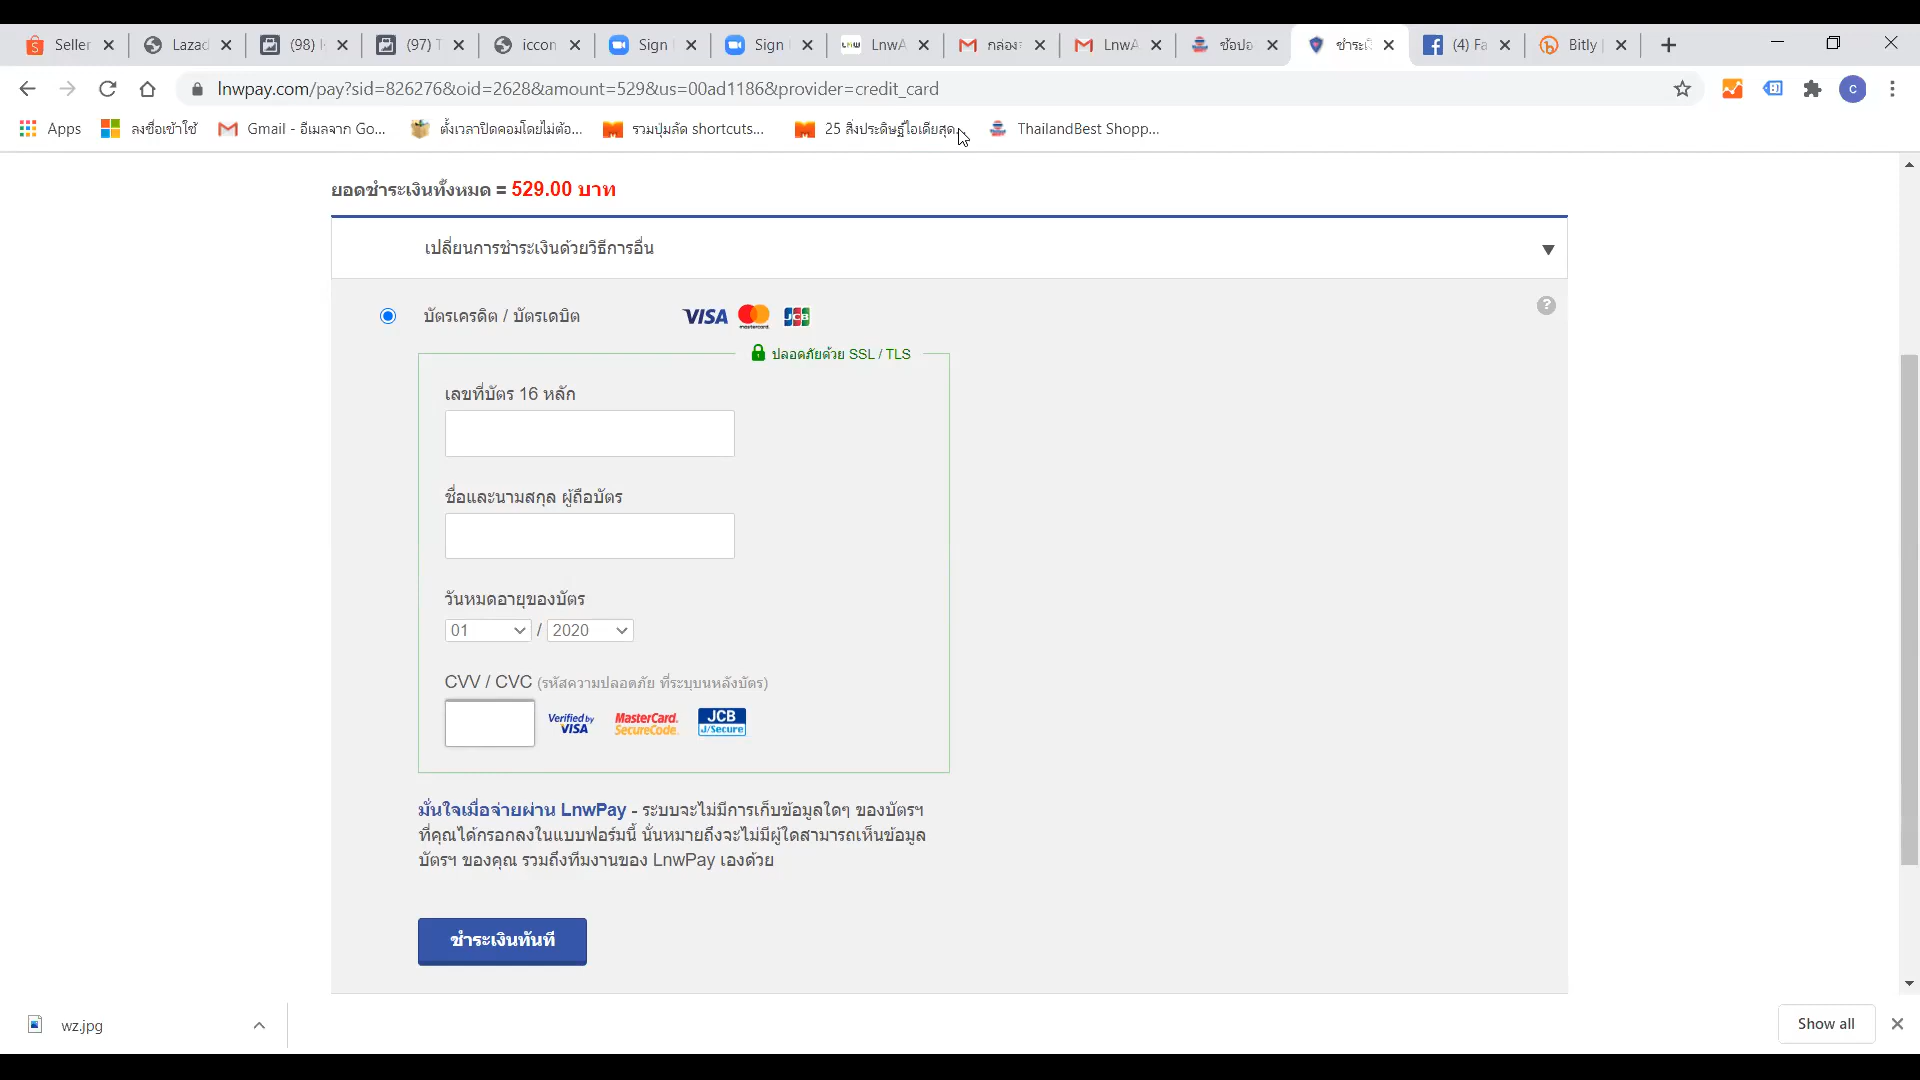 Seller
Lazad
(98)
(97) T
iccon
Sign
Sign
LnwA
กล่อง
LnwA
ช้อปอ
ชำระเ
(4) Fa
Bitly |
lnwpay.com/pay?sid=826276&oid=2628&amount=529&us=00ad1186&provider=credit_card
C
Apps
ลงชื่อเข้าใช้
Gmail - อีเมลจาก Go...
ตั้งเวลาปิดคอมโดยไม่ต้อ...
รวมปุ่มลัด shortcuts...
25 สิ่งประดิษฐ์ไอเดียสุด...
ThailandBest Shopp...
ยอดชำระเงินทั้งหมด = 529.00 บาท
เปลี่ยนการชำระเงินด้วยวิธีการอื่น
บัตรเครดิต / บัตรเดบิต
VISA
mastercard
JCB
?
ปลอดภัยด้วย SSL / TLS
เลขที่บัตร 16 หลัก
ชื่อและนามสกุล ผู้ถือบัตร
วันหมดอายุของบัตร
01 / 2020
CVV / CVC (รหัสความปลอดภัย ที่ระบุบนหลังบัตร)
Verified by VISA
MasterCard. SecureCode.
JCB J/Secure
มั่นใจเมื่อจ่ายผ่าน LnwPay - ระบบจะไม่มีการเก็บข้อมูลใดๆ ของบัตรฯ
ที่คุณได้กรอกลงในแบบฟอร์มนี้ นั่นหมายถึงจะไม่มีผู้ใดสามารถเห็นข้อมูล
บัตรฯ ของคุณ รวมถึงทีมงานของ LnwPay เองด้วย
ชำระเงินทันที
wz.jpg
Show all